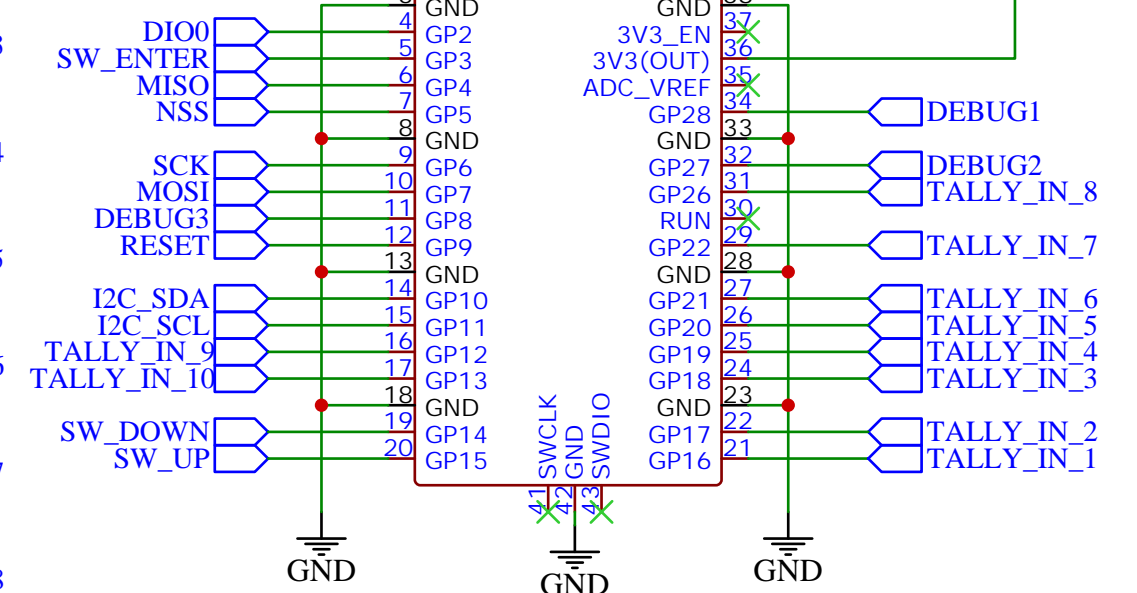 GND GND
DIO0 4 GP2 3V3_EN 37
SW_ENTER 5 GP3 3V3(OUT) 36
MISO 6 GP4 ADC_VREF 35
NSS 7 GP5 GP28 34 DEBUG1
8 GND GND 33
SCK 9 GP6 GP27 32 DEBUG2
MOSI 10 GP7 GP26 31 TALLY_IN_8
DEBUG3 11 GP8 RUN 30
RESET 12 GP9 GP22 29 TALLY_IN_7
13 GND GND 28
I2C_SDA 14 GP10 GP21 27 TALLY_IN_6
I2C_SCL 15 GP11 GP20 26 TALLY_IN_5
TALLY_IN_9 16 GP12 GP19 25 TALLY_IN_4
TALLY_IN_10 17 GP13 GP18 24 TALLY_IN_3
18 GND GND 23
SW_DOWN 19 GP14 GP17 22 TALLY_IN_2
SW_UP 20 GP15 GP16 21 TALLY_IN_1
SWCLK GND SWDIO
41 42 43
GND GND GND